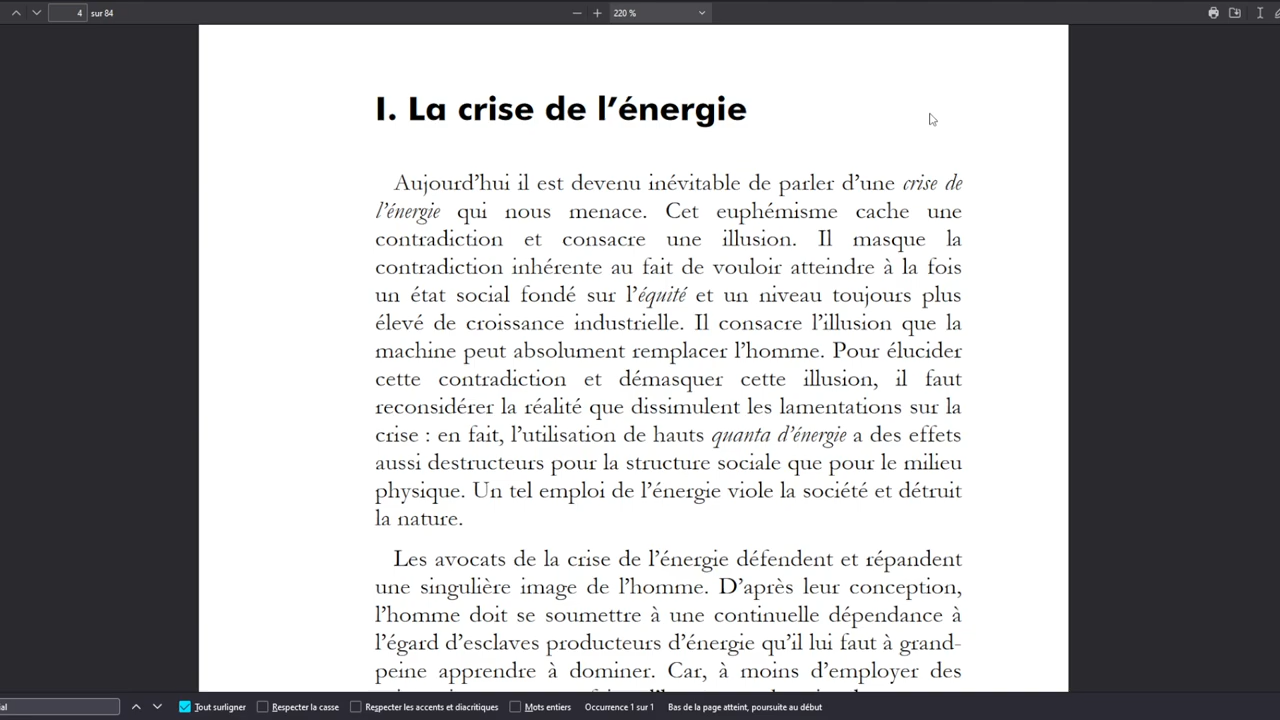 4 sur 84
220 %
I. La crise de l’énergie
Aujourd’hui il est devenu inévitable de parler d’une crise de
l’énergie qui nous menace. Cet euphémisme cache une
contradiction et consacre une illusion. Il masque la
contradiction inhérente au fait de vouloir atteindre à la fois
un état social fondé sur l’équité et un niveau toujours plus
élevé de croissance industrielle. Il consacre l’illusion que la
machine peut absolument remplacer l’homme. Pour élucider
cette contradiction et démasquer cette illusion, il faut
reconsidérer la réalité que dissimulent les lamentations sur la
crise : en fait, l’utilisation de hauts quanta d’énergie a des effets
aussi destructeurs pour la structure sociale que pour le milieu
physique. Un tel emploi de l’énergie viole la société et détruit
la nature.
Les avocats de la crise de l’énergie défendent et répandent
une singulière image de l’homme. D’après leur conception,
l’homme doit se soumettre à une continuelle dépendance à
l’égard d’esclaves producteurs d’énergie qu’il lui faut à grand-
peine apprendre à dominer. Car, à moins d’employer des
ial
Tout surligner Respecter la casse Respecter les accents et diacritiques Mots entiers Occurrence 1 sur 1 Bas de la page atteint, poursuite au début